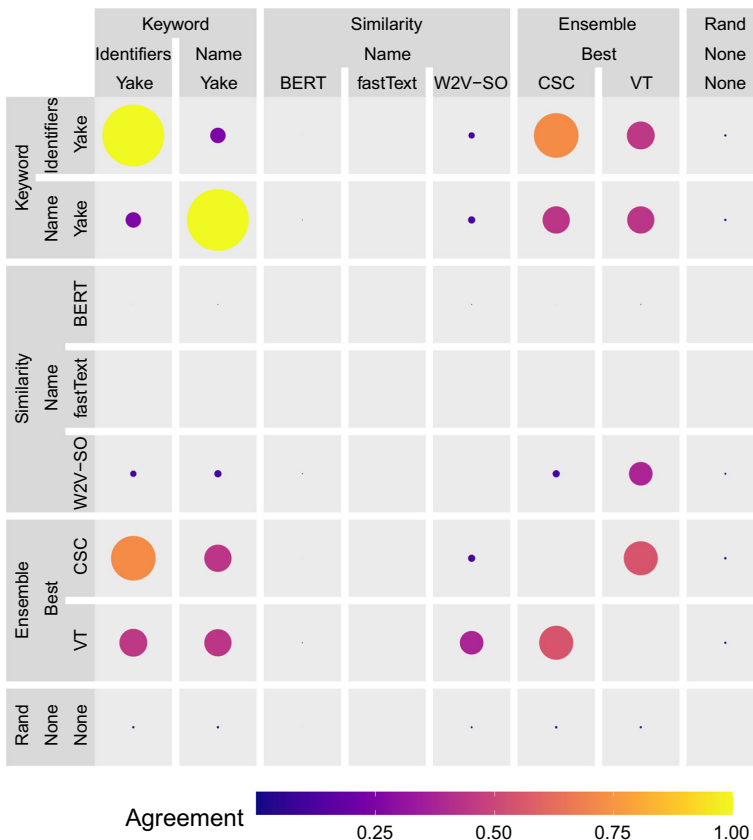 Keyword Similarity Ensemble Rand
Identifiers Name Name Best None
Yake Yake BERT fastText W2V−SO CSC VT None
Keyword
Identifiers
Yake
Name
Yake
Similarity
Name
BERT
fastText
W2V−SO
Ensemble
Best
CSC
VT
Rand
None
None
Agreement
0.25 0.50 0.75 1.00